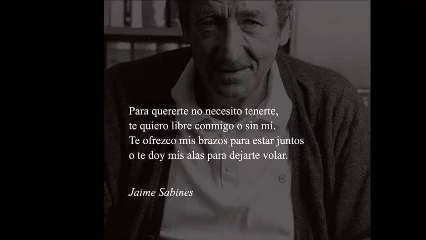 Para quererte no necesito tenerte,
te quiero libre conmigo o sin mi.
Te ofrezco mis brazos para estar juntos
o te doy mis alas para dejarte volar.
Jaime Sabines